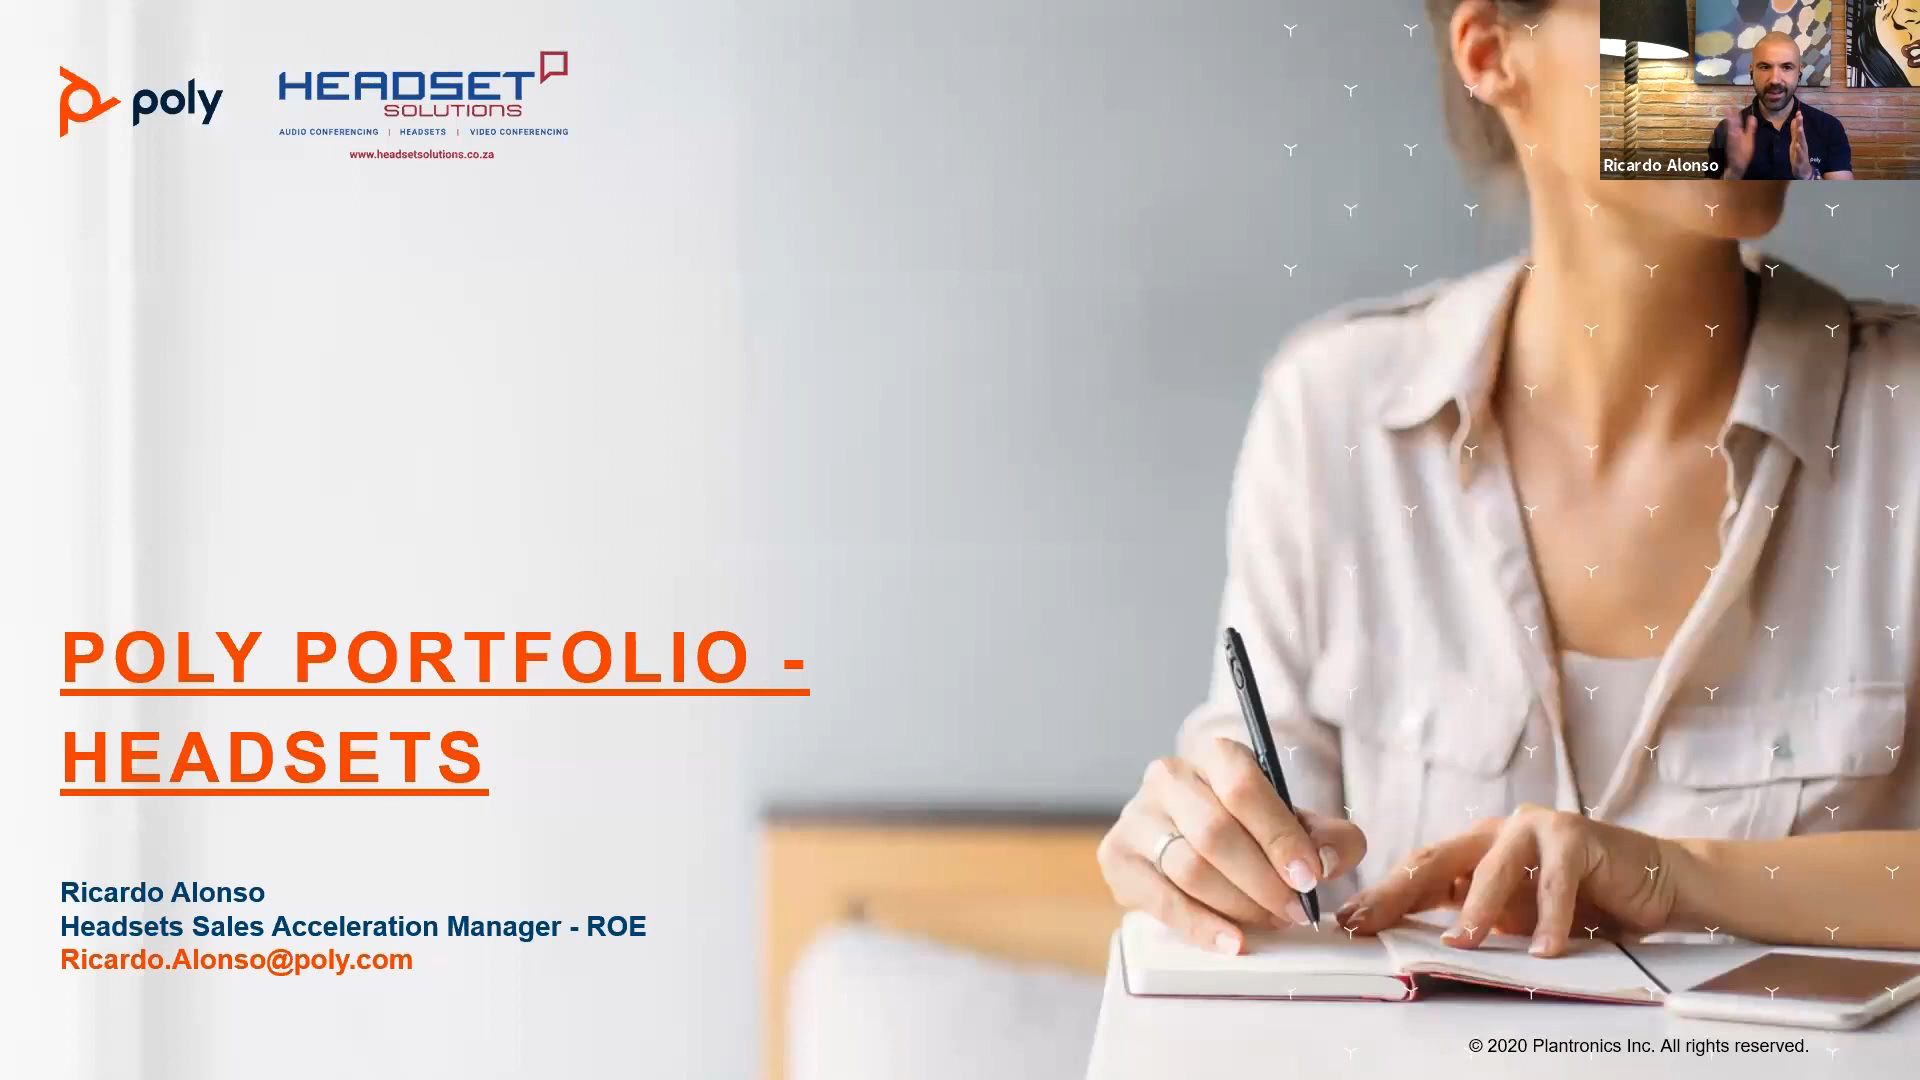 poly
HEADSET
SOLUTIONS
AUDIO CONFERENCING | HEADSETS | VIDEO CONFERENCING
www.headsetsolutions.co.za
Ricardo Alonso
poly
POLY PORTFOLIO -
HEADSETS
Ricardo Alonso
Headsets Sales Acceleration Manager - ROE
Ricardo.Alonso@poly.com
© 2020 Plantronics Inc. All rights reserved.